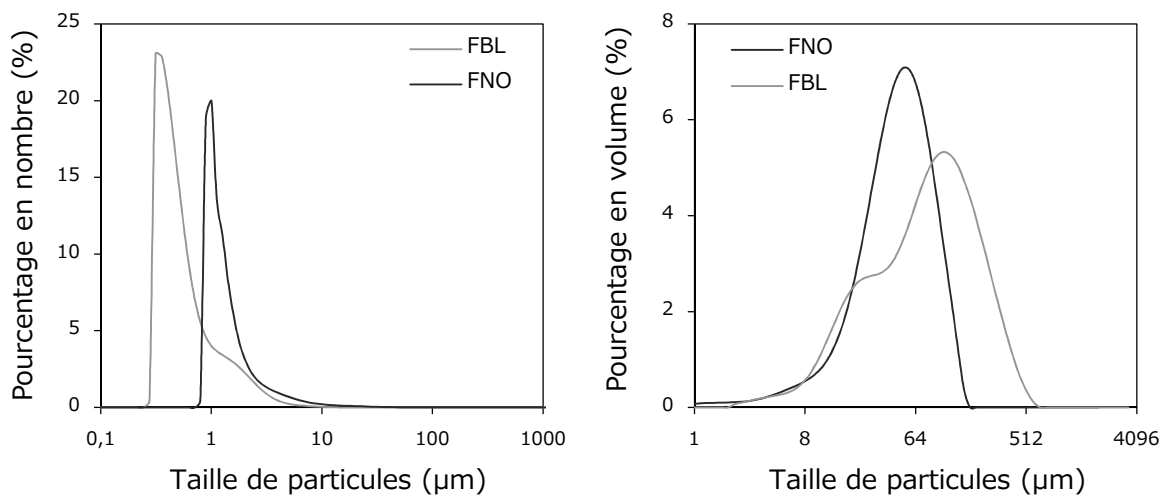 Pourcentage en nombre (%)
25
20
15
10
5
0
FBL
FNO
0,1
1
10
100
1000
Taille de particules (µm)
Pourcentage en volume (%)
8
6
4
2
0
FNO
FBL
1
8
64
512
4096
Taille de particules (µm)